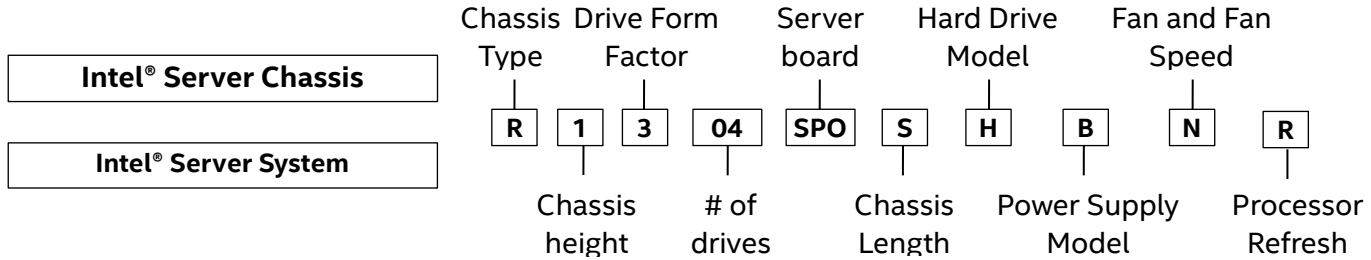 Chassis Drive Form Server Hard Drive Fan and Fan
Type Factor board Model Speed
Intel® Server Chassis
R 1 3 04 SPO S H B N R
Intel® Server System
Chassis # of Chassis Power Supply Processor
height drives Length Model Refresh